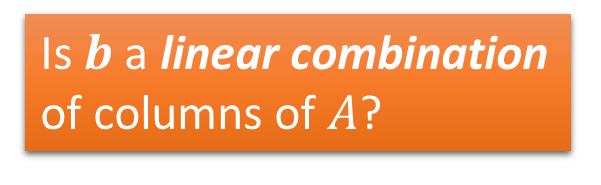 Is b a linear combination
of columns of A?